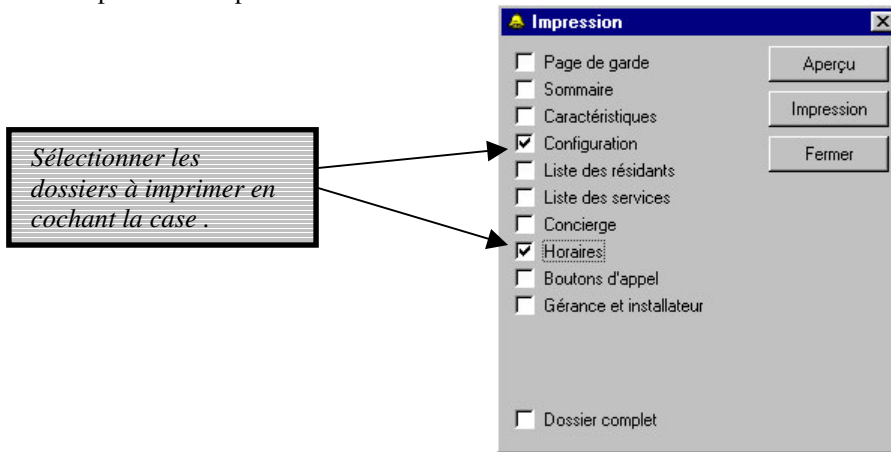 Impression
Page de garde
Aperçu
Sommaire
Caractéristiques
Impression
Configuration
Fermer
Liste des résidants
Liste des services
Concierge
Horaires
Boutons d'appel
Gérance et installateur
Dossier complet
Sélectionner les
dossiers à imprimer en
cochant la case .